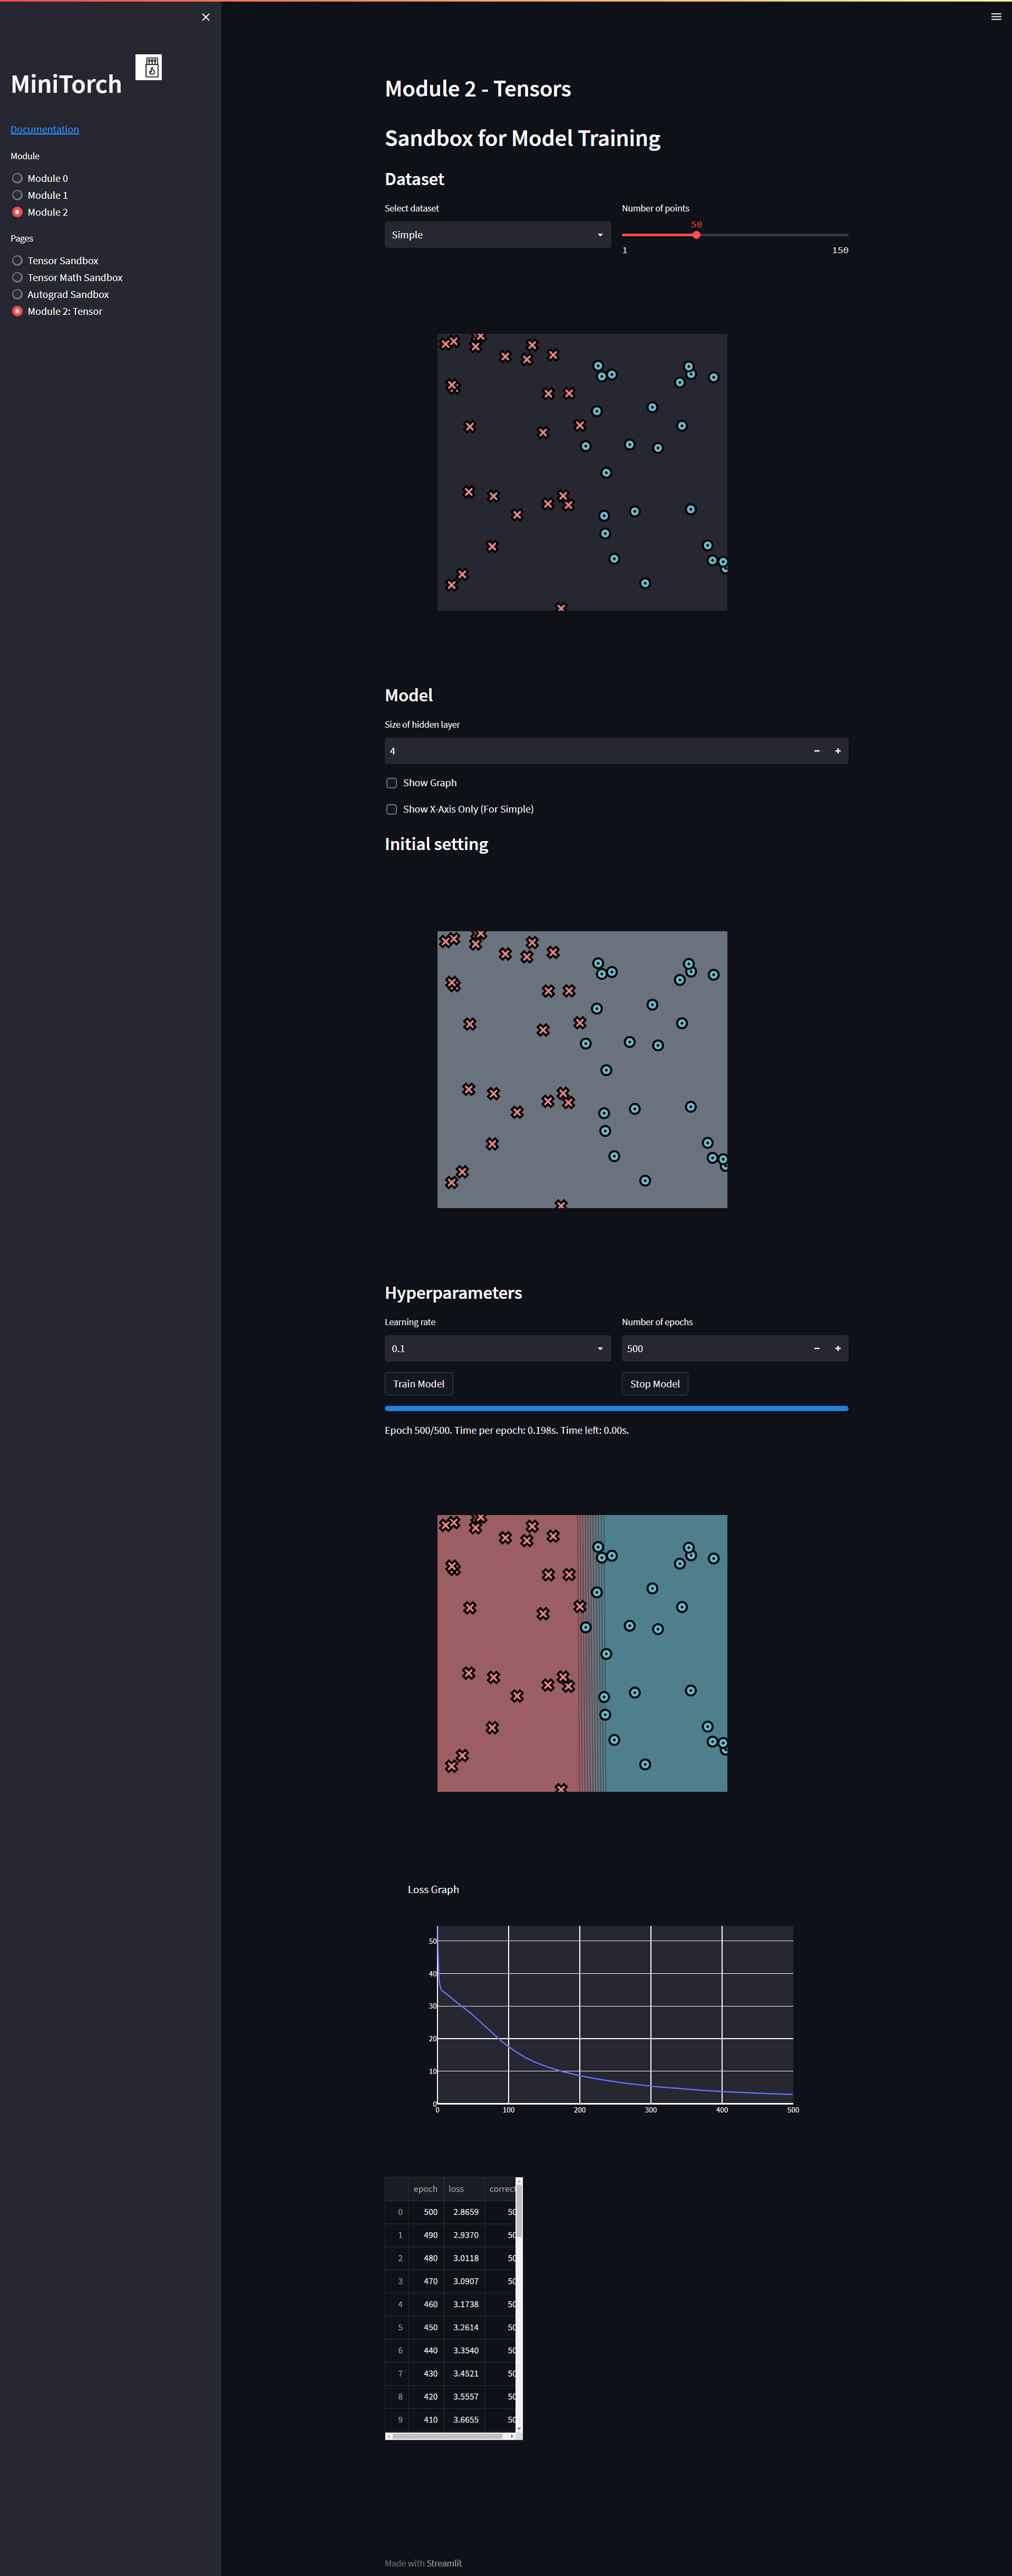 MiniTorch
Documentation
Module
Module 0
Module 1
Module 2
Pages
Tensor Sandbox
Tensor Math Sandbox
Autograd Sandbox
Module 2: Tensor
Module 2 - Tensors
Sandbox for Model Training
Dataset
Select dataset
Number of points
50
Simple
1
150
Model
Size of hidden layer
4
Show Graph
Show X-Axis Only (For Simple)
Initial setting
Hyperparameters
Learning rate
Number of epochs
0.1
500
Train Model
Stop Model
Epoch 500/500. Time per epoch: 0.198s. Time left: 0.00s.
Loss Graph
50
40
30
20
10
0
0 100 200 300 400 500
epoch loss correct
0 500 2.8659 50
1 490 2.9370 50
2 480 3.0118 50
3 470 3.0907 50
4 460 3.1738 50
5 450 3.2614 50
6 440 3.3540 50
7 430 3.4521 50
8 420 3.5557 50
9 410 3.6655 50
Made with Streamlit